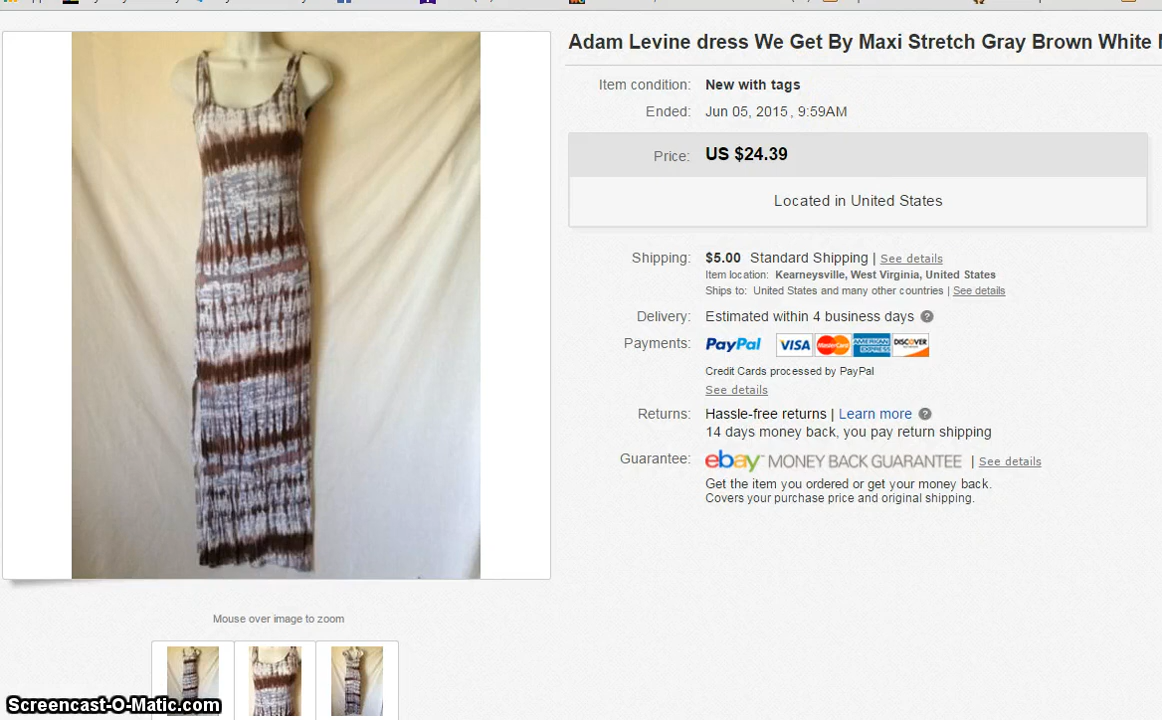 Adam Levine dress We Get By Maxi Stretch Gray Brown White
Item condition: New with tags
Ended: Jun 05, 2015 , 9:59AM
Price: US $24.39
Located in United States
Shipping: $5.00 Standard Shipping | See details
Item location: Kearneysville, West Virginia, United States
Ships to: United States and many other countries | See details
Delivery: Estimated within 4 business days ?
Payments: PayPal VISA MasterCard AMERICAN EXPRESS DISCOVER
Credit Cards processed by PayPal
See details
Returns: Hassle-free returns | Learn more ?
14 days money back, you pay return shipping
Guarantee: ebay™ MONEY BACK GUARANTEE | See details
Get the item you ordered or get your money back.
Covers your purchase price and original shipping.
Mouse over image to zoom
Screencast-O-Matic.com